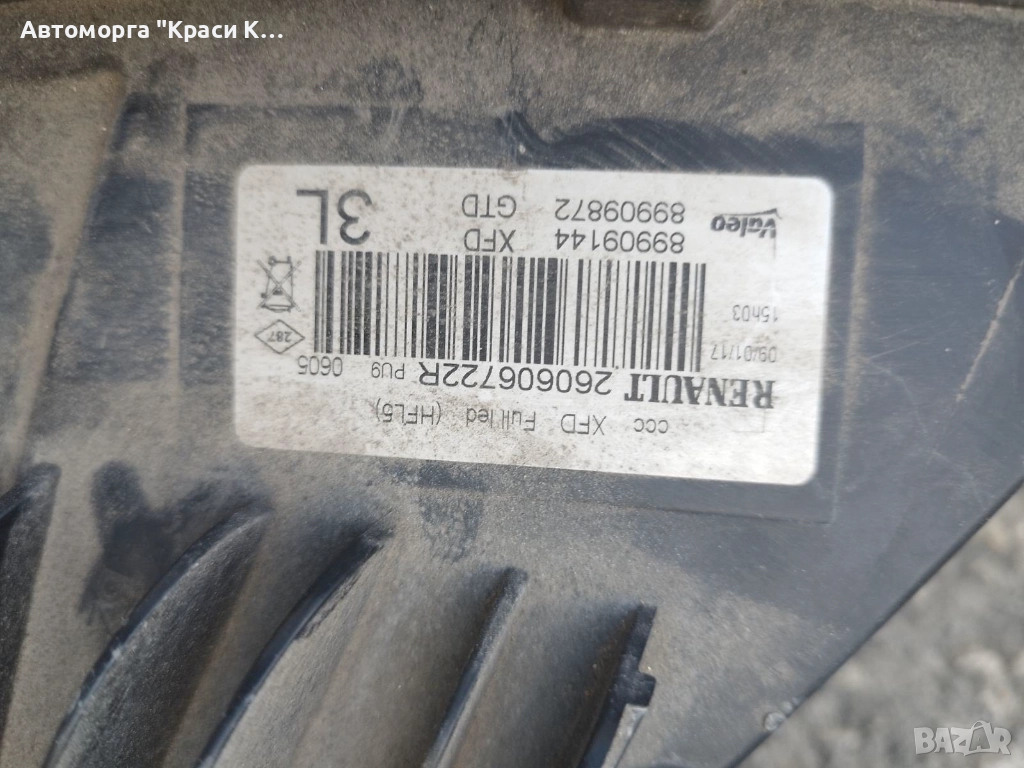 Автоморга "Краси К...
ccc XFD Full led (HFL5)
RENAULT 260606722R PU9 0605
09/01/17
15h03
287
Valeo
89909144 XFD
89909872 GTD
3L
BAZAR